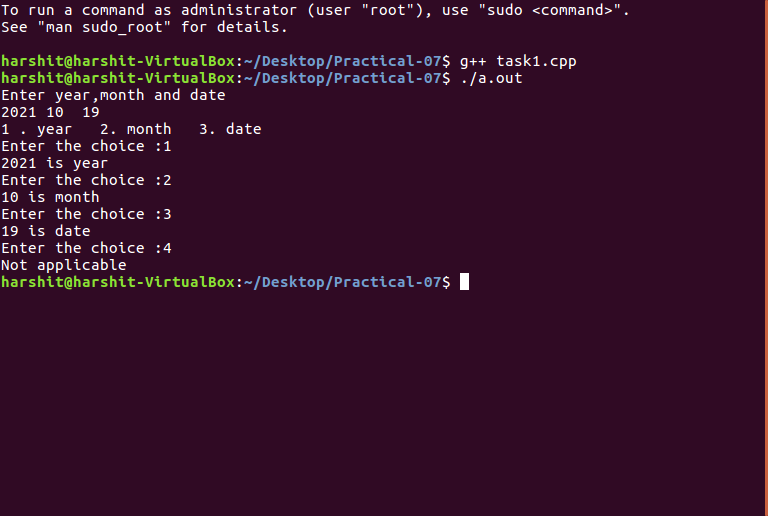 To run a command as administrator (user "root"), use "sudo <command>".
See "man sudo_root" for details.
harshit@harshit-VirtualBox:~/Desktop/Practical-07$ g++ task1.cpp
harshit@harshit-VirtualBox:~/Desktop/Practical-07$ ./a.out
Enter year,month and date
2021 10  19
1 . year   2. month   3. date
Enter the choice :1
2021 is year
Enter the choice :2
10 is month
Enter the choice :3
19 is date
Enter the choice :4
Not applicable
harshit@harshit-VirtualBox:~/Desktop/Practical-07$